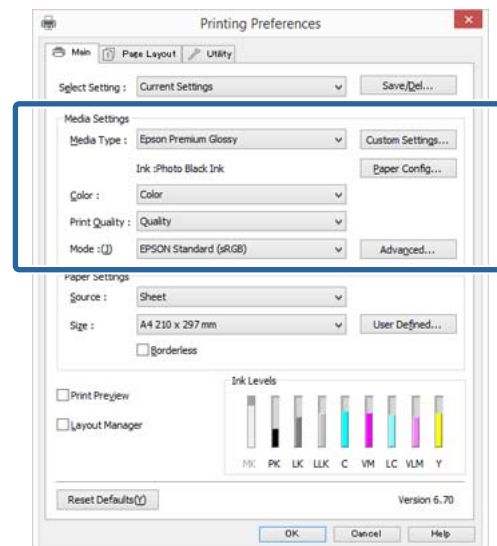 Printing Preferences
Main Page Layout Utility
Select Setting : Current Settings Save/Del...
Media Settings
Media Type : Epson Premium Glossy Custom Settings...
Ink :Photo Black Ink Paper Config...
Color : Color
Print Quality : Quality
Mode :(J) EPSON Standard (sRGB) Advanced...
Paper Settings
Source : Sheet
Size : A4 210 x 297 mm User Defined...
Borderless
Ink Levels
Print Preview
Layout Manager
MK PK LK LLK C VM LC VLM Y
Reset Defaults(Y) Version 6.70
OK Cancel Help